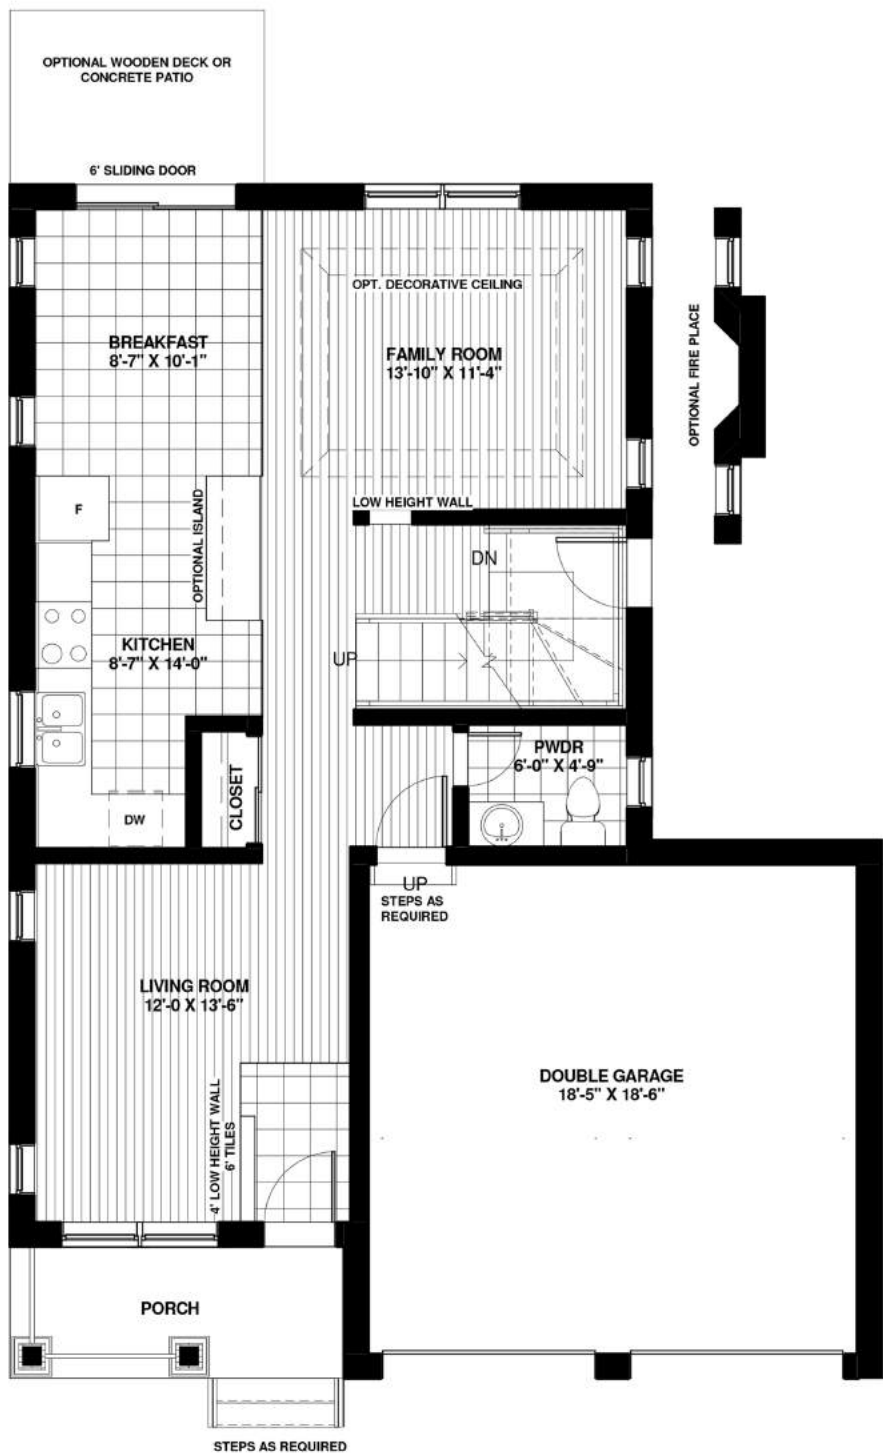 OPTIONAL WOODEN DECK OR
CONCRETE PATIO
6' SLIDING DOOR
OPT. DECORATIVE CEILING
BREAKFAST
8'-7" X 10'-1"
FAMILY ROOM
13'-10" X 11'-4"
OPTIONAL FIRE PLACE
LOW HEIGHT WALL
F
OPTIONAL ISLAND
DN
KITCHEN
8'-7" X 14'-0"
UP
PWDR
6'-0" X 4'-9"
CLOSET
DW
UP
STEPS AS
REQUIRED
LIVING ROOM
12'-0 X 13'-6"
DOUBLE GARAGE
18'-5" X 18'-6"
4' LOW HEIGHT WALL
6' TILES
PORCH
STEPS AS REQUIRED